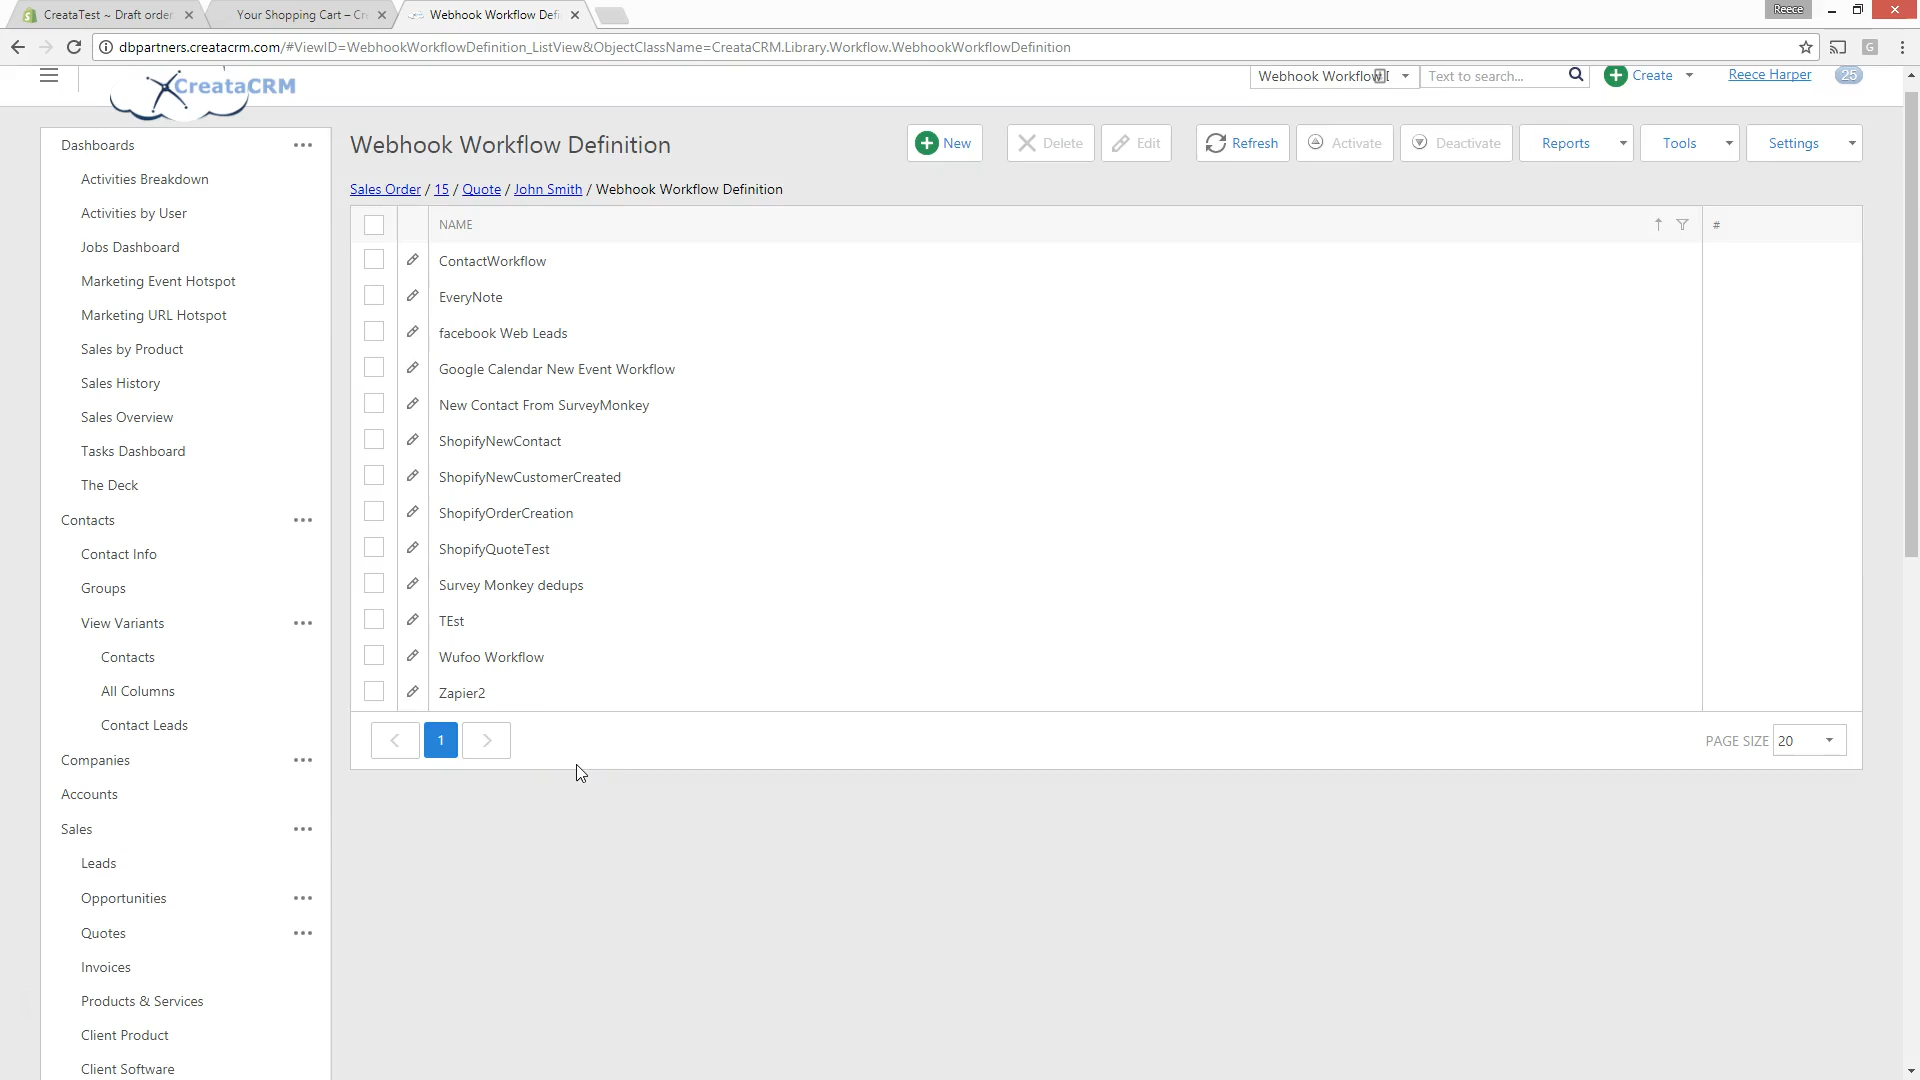 CreataTest ~ Draft order
Your Shopping Cart – Cr
Webhook Workflow Defi
Reece
dbpartners.creatacrm.com/#ViewID=WebhookWorkflowDefinition_ListView&ObjectClassName=CreataCRM.Library.Workflow.WebhookWorkflowDefinition
CreataCRM
Webhook Workflow
Text to search...
Create
Reece Harper
25
Dashboards
Activities Breakdown
Activities by User
Jobs Dashboard
Marketing Event Hotspot
Marketing URL Hotspot
Sales by Product
Sales History
Sales Overview
Tasks Dashboard
The Deck
Contacts
Contact Info
Groups
View Variants
Contacts
All Columns
Contact Leads
Companies
Accounts
Sales
Leads
Opportunities
Quotes
Invoices
Products & Services
Client Product
Client Software
Webhook Workflow Definition
New
Delete
Edit
Refresh
Activate
Deactivate
Reports
Tools
Settings
Sales Order / 15 / Quote / John Smith / Webhook Workflow Definition
NAME
#
ContactWorkflow
EveryNote
facebook Web Leads
Google Calendar New Event Workflow
New Contact From SurveyMonkey
ShopifyNewContact
ShopifyNewCustomerCreated
ShopifyOrderCreation
ShopifyQuoteTest
Survey Monkey dedups
TEst
Wufoo Workflow
Zapier2
1
PAGE SIZE 20